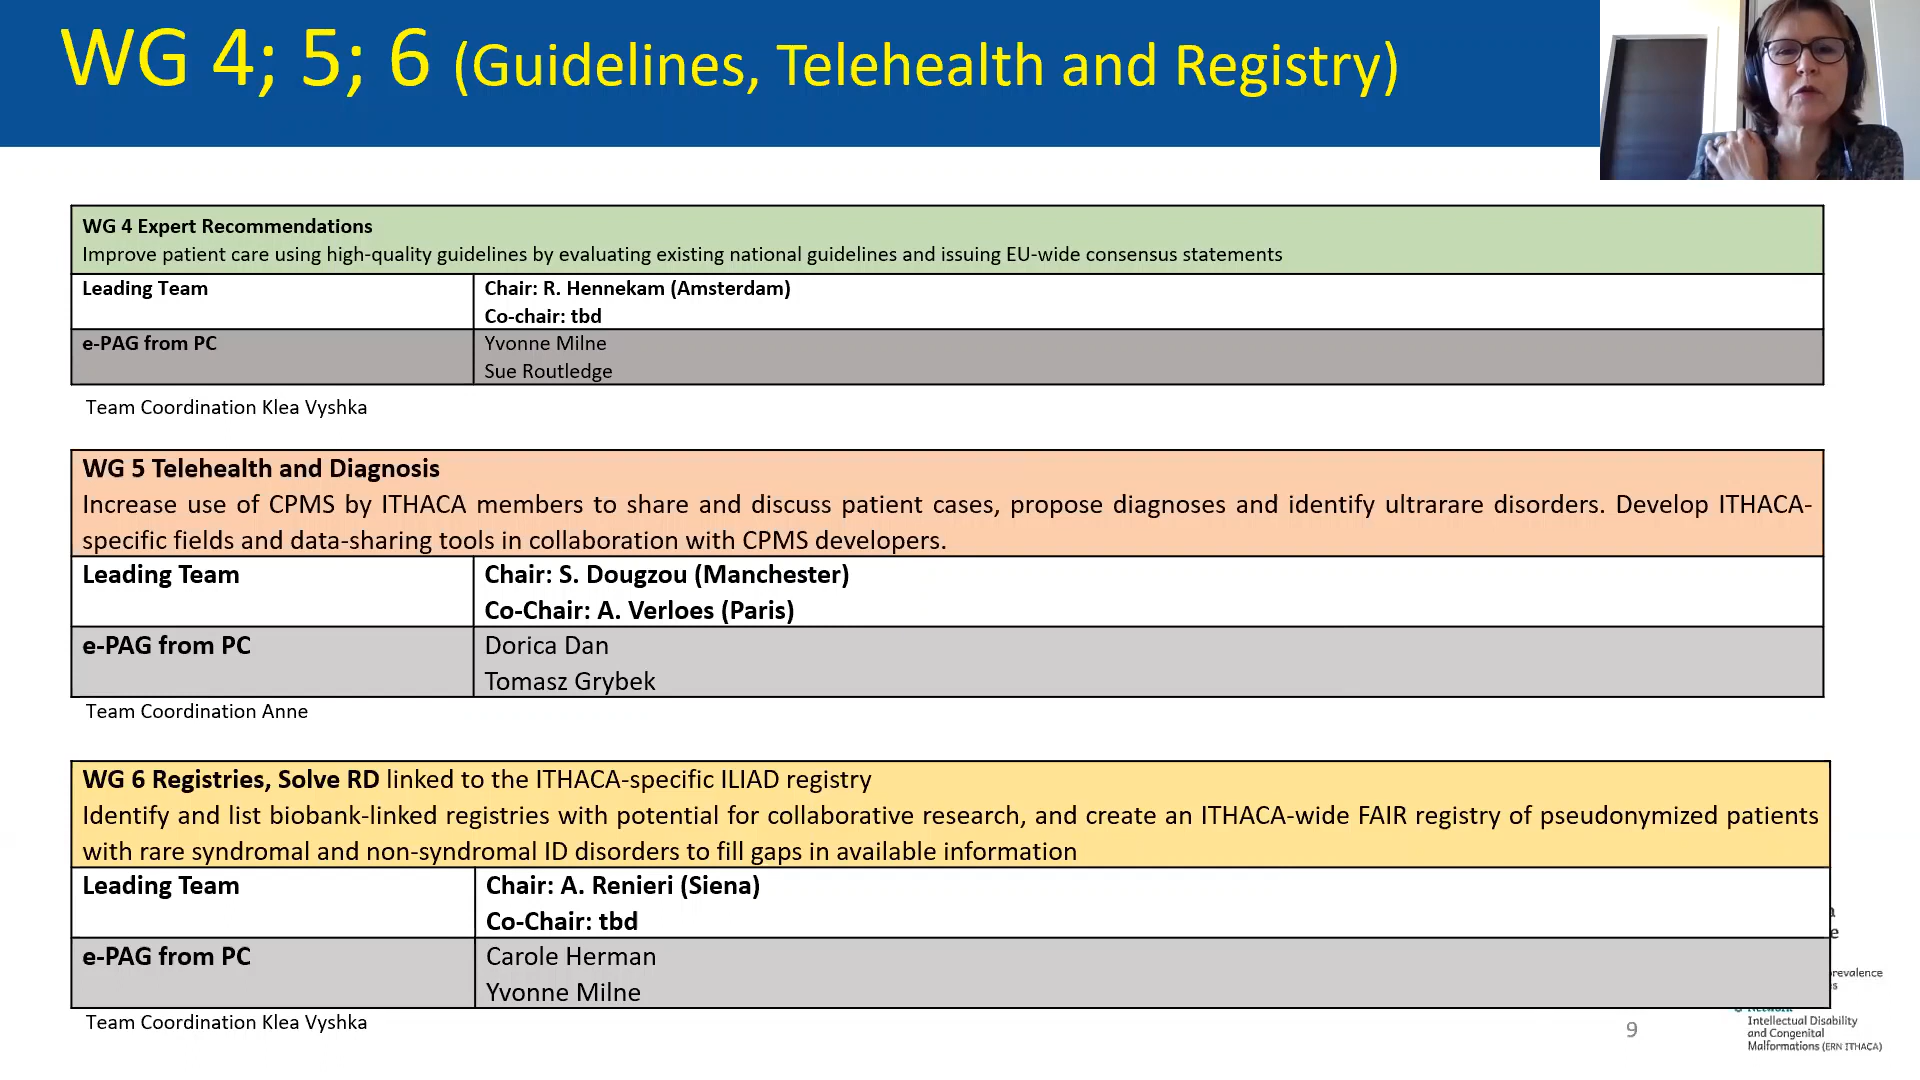 WG 4; 5; 6 (Guidelines, Telehealth and Registry)
WG 4 Expert Recommendations
Improve patient care using high-quality guidelines by evaluating existing national guidelines and issuing EU-wide consensus statements
Leading Team
Chair: R. Hennekam (Amsterdam)
Co-chair: tbd
e-PAG from PC
Yvonne Milne
Sue Routledge
Team Coordination Klea Vyshka
WG 5 Telehealth and Diagnosis
Increase use of CPMS by ITHACA members to share and discuss patient cases, propose diagnoses and identify ultrarare disorders. Develop ITHACA-
specific fields and data-sharing tools in collaboration with CPMS developers.
Leading Team
Chair: S. Dougzou (Manchester)
Co-Chair: A. Verloes (Paris)
e-PAG from PC
Dorica Dan
Tomasz Grybek
Team Coordination Anne
WG 6 Registries, Solve RD linked to the ITHACA-specific ILIAD registry
Identify and list biobank-linked registries with potential for collaborative research, and create an ITHACA-wide FAIR registry of pseudonymized patients
with rare syndromal and non-syndromal ID disorders to fill gaps in available information
Leading Team
Chair: A. Renieri (Siena)
Co-Chair: tbd
e-PAG from PC
Carole Herman
Yvonne Milne
Team Coordination Klea Vyshka
9
Intellectual Disability
and Congenital
Malformations (ERN ITHACA)